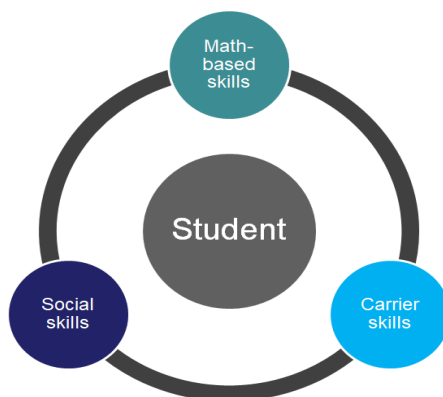 Math-
based
skills
Student
Social
skills
Carrier
skills